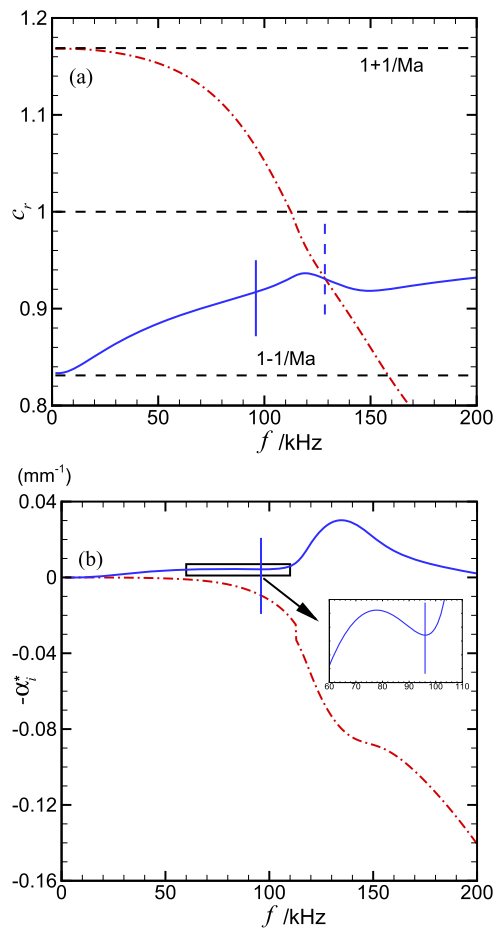 1.2
(a)
1+1/Ma
1.1
c_r
1
0.9
1-1/Ma
0.8
0 50 100 150 200
f /kHz
(mm⁻¹)
0.04
(b)
0
-0.04
60 70 80 90 100 110
-α*_i
-0.08
-0.12
-0.16
0 50 100 150 200
f /kHz